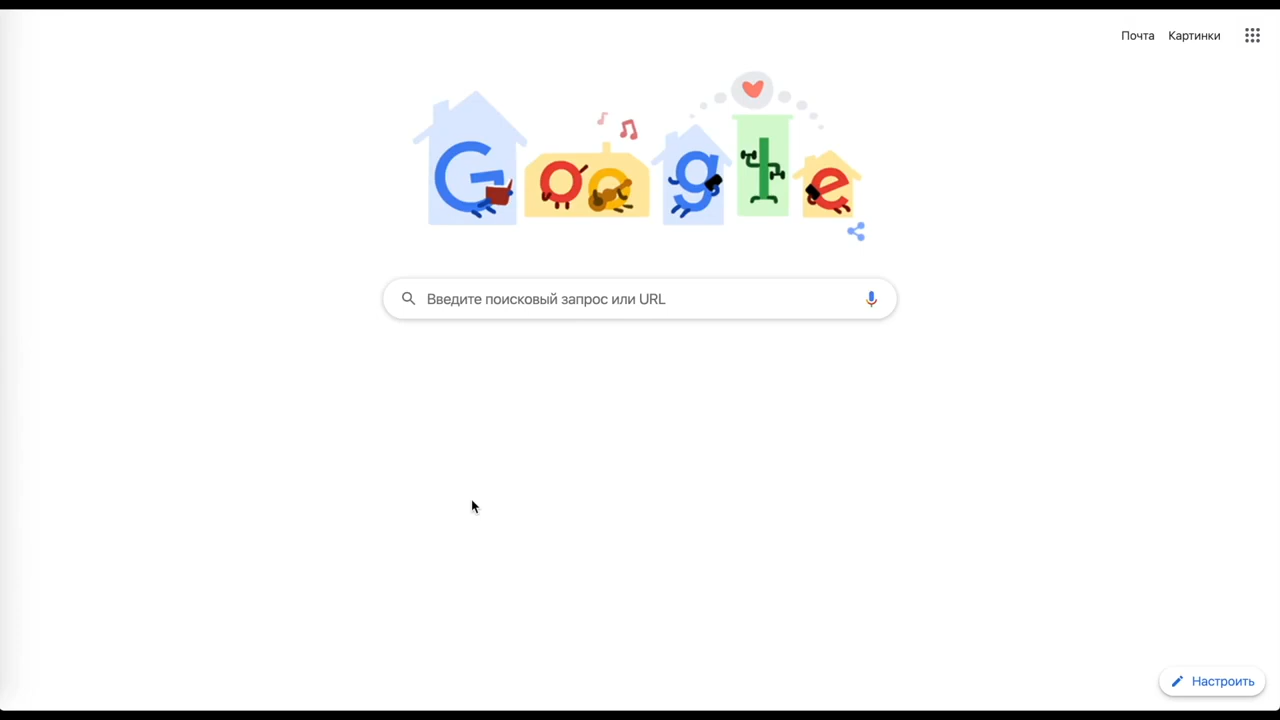 Почта Картинки
Google
Введите поисковый запрос или URL
Настроить